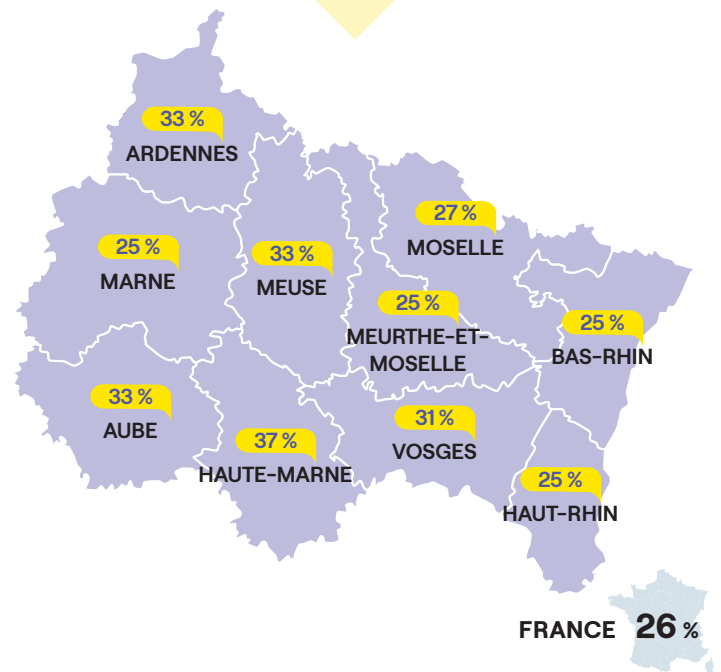 33 %
ARDENNES
27 %
MOSELLE
25 %
MARNE
33 %
MEUSE
25 %
MEURTHE-ET-
MOSELLE
25 %
BAS-RHIN
33 %
AUBE
37 %
HAUTE-MARNE
31 %
VOSGES
25 %
HAUT-RHIN
FRANCE 26 %